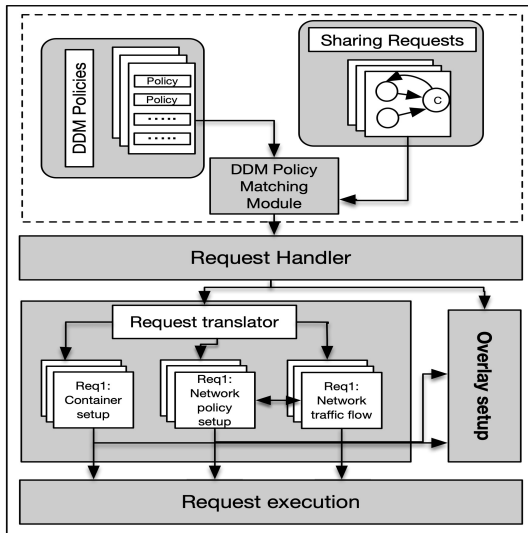 Sharing Requests
DDM Policies
Policy
Policy
.....
.....
C
DDM Policy
Matching
Module
Request Handler
Request translator
Req1:
Container
setup
Req1:
Network
policy
setup
Req1:
Network
traffic flow
Overlay setup
Request execution